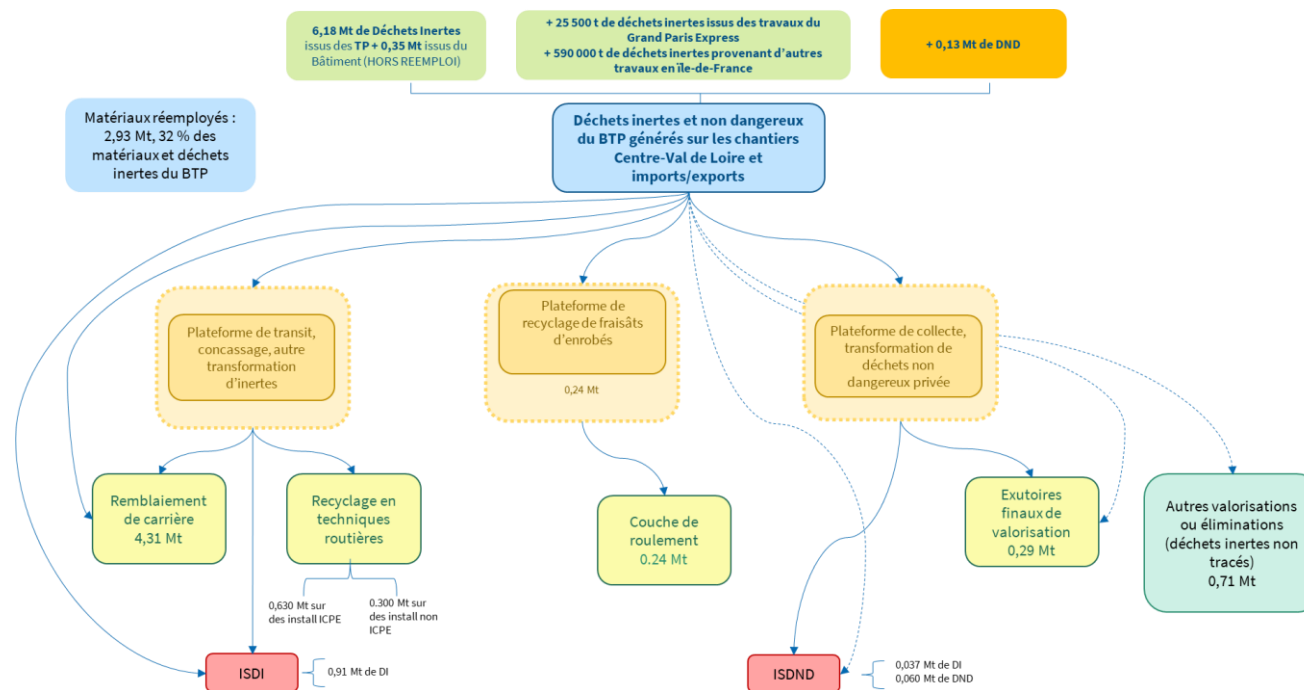 6,18 Mt de Déchets Inertes
issus des TP + 0,35 Mt issus du
Bâtiment (HORS REEMPLOI)
+ 25 500 t de déchets inertes issus des travaux du
Grand Paris Express
+ 590 000 t de déchets inertes provenant d'autres
travaux en île-de-France
+ 0,13 Mt de DND
Matériaux réemployés :
2,93 Mt, 32 % des
matériaux et déchets
inertes du BTP
Déchets inertes et non dangereux
du BTP générés sur les chantiers
Centre-Val de Loire et
imports/exports
Plateforme de transit,
concassage, autre
transformation
d'inertes
Plateforme de
recyclage de fraisâts
d'enrobés
0,24 Mt
Plateforme de collecte,
transformation de
déchets non
dangereux privée
Remblaiement
de carrière
4,31 Mt
Recyclage en
techniques
routières
Couche de
roulement
0.24 Mt
Exutoires
finaux de
valorisation
0,29 Mt
Autres valorisations
ou éliminations
(déchets inertes non
tracés)
0,71 Mt
0,630 Mt sur
des install ICPE
0.300 Mt sur
des install non
ICPE
ISDI
0,91 Mt de DI
ISDND
0,037 Mt de DI
0,060 Mt de DND